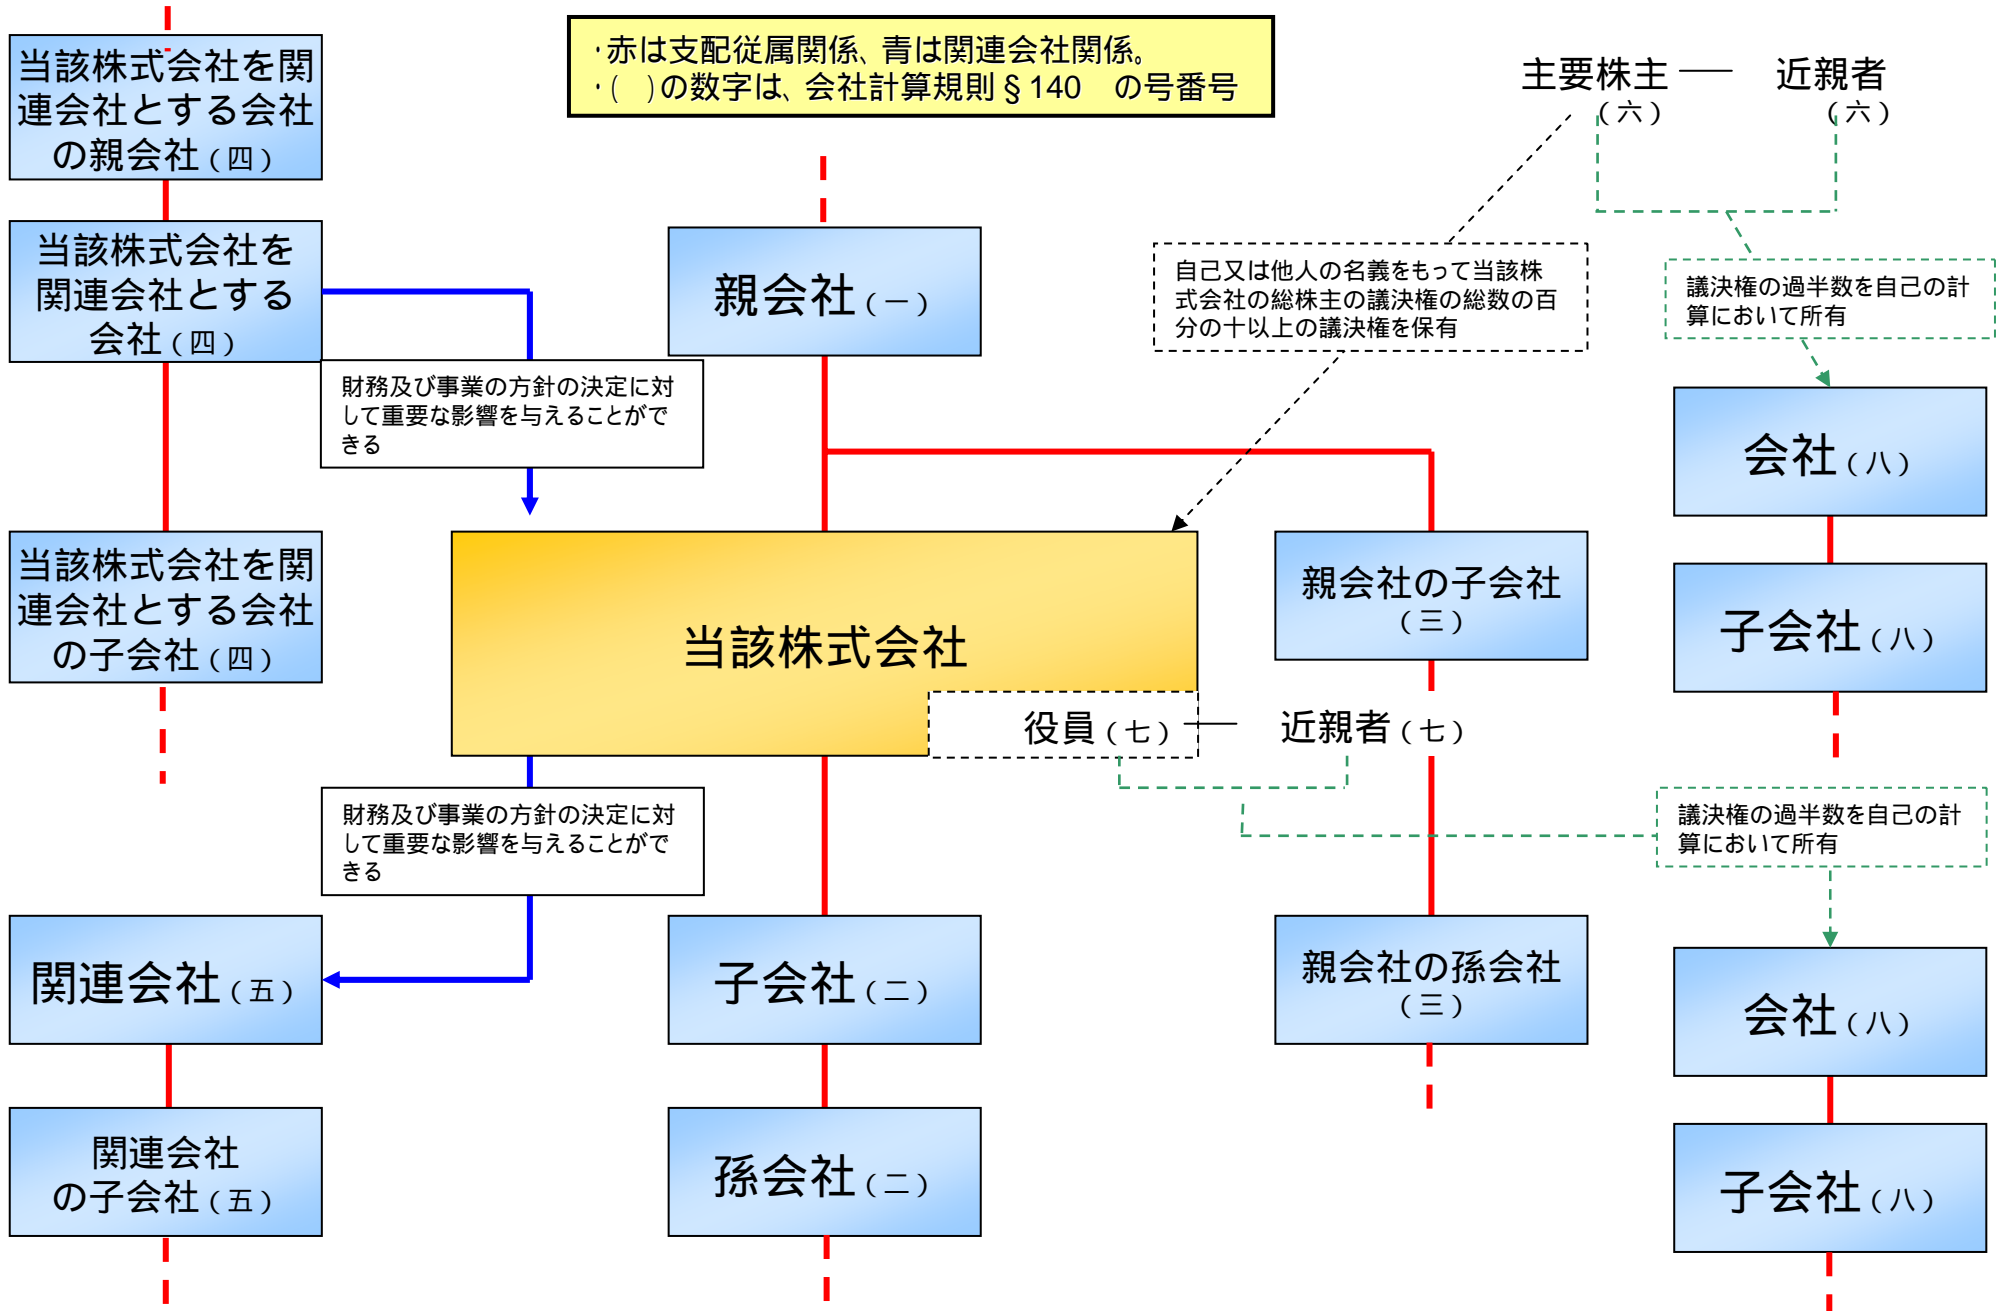 ・赤は支配従属関係、青は関連会社関係。
・(　)の数字は、会社計算規則§140　の号番号
当該株式会社を関
連会社とする会社
の親会社(四)
当該株式会社を
関連会社とする
会社(四)
財務及び事業の方針の決定に対
して重要な影響を与えることがで
きる
当該株式会社を関
連会社とする会社
の子会社(四)
親会社(一)
主要株主
(六)
近親者
(六)
自己又は他人の名義をもって当該株
式会社の総株主の議決権の総数の百
分の十以上の議決権を保有
議決権の過半数を自己の計
算において所有
会社(八)
子会社(八)
当該株式会社
親会社の子会社
(三)
役員(七)
近親者(七)
財務及び事業の方針の決定に対
して重要な影響を与えることがで
きる
議決権の過半数を自己の計
算において所有
関連会社(五)
子会社(二)
親会社の孫会社
(三)
会社(八)
関連会社
の子会社(五)
孫会社(二)
子会社(八)